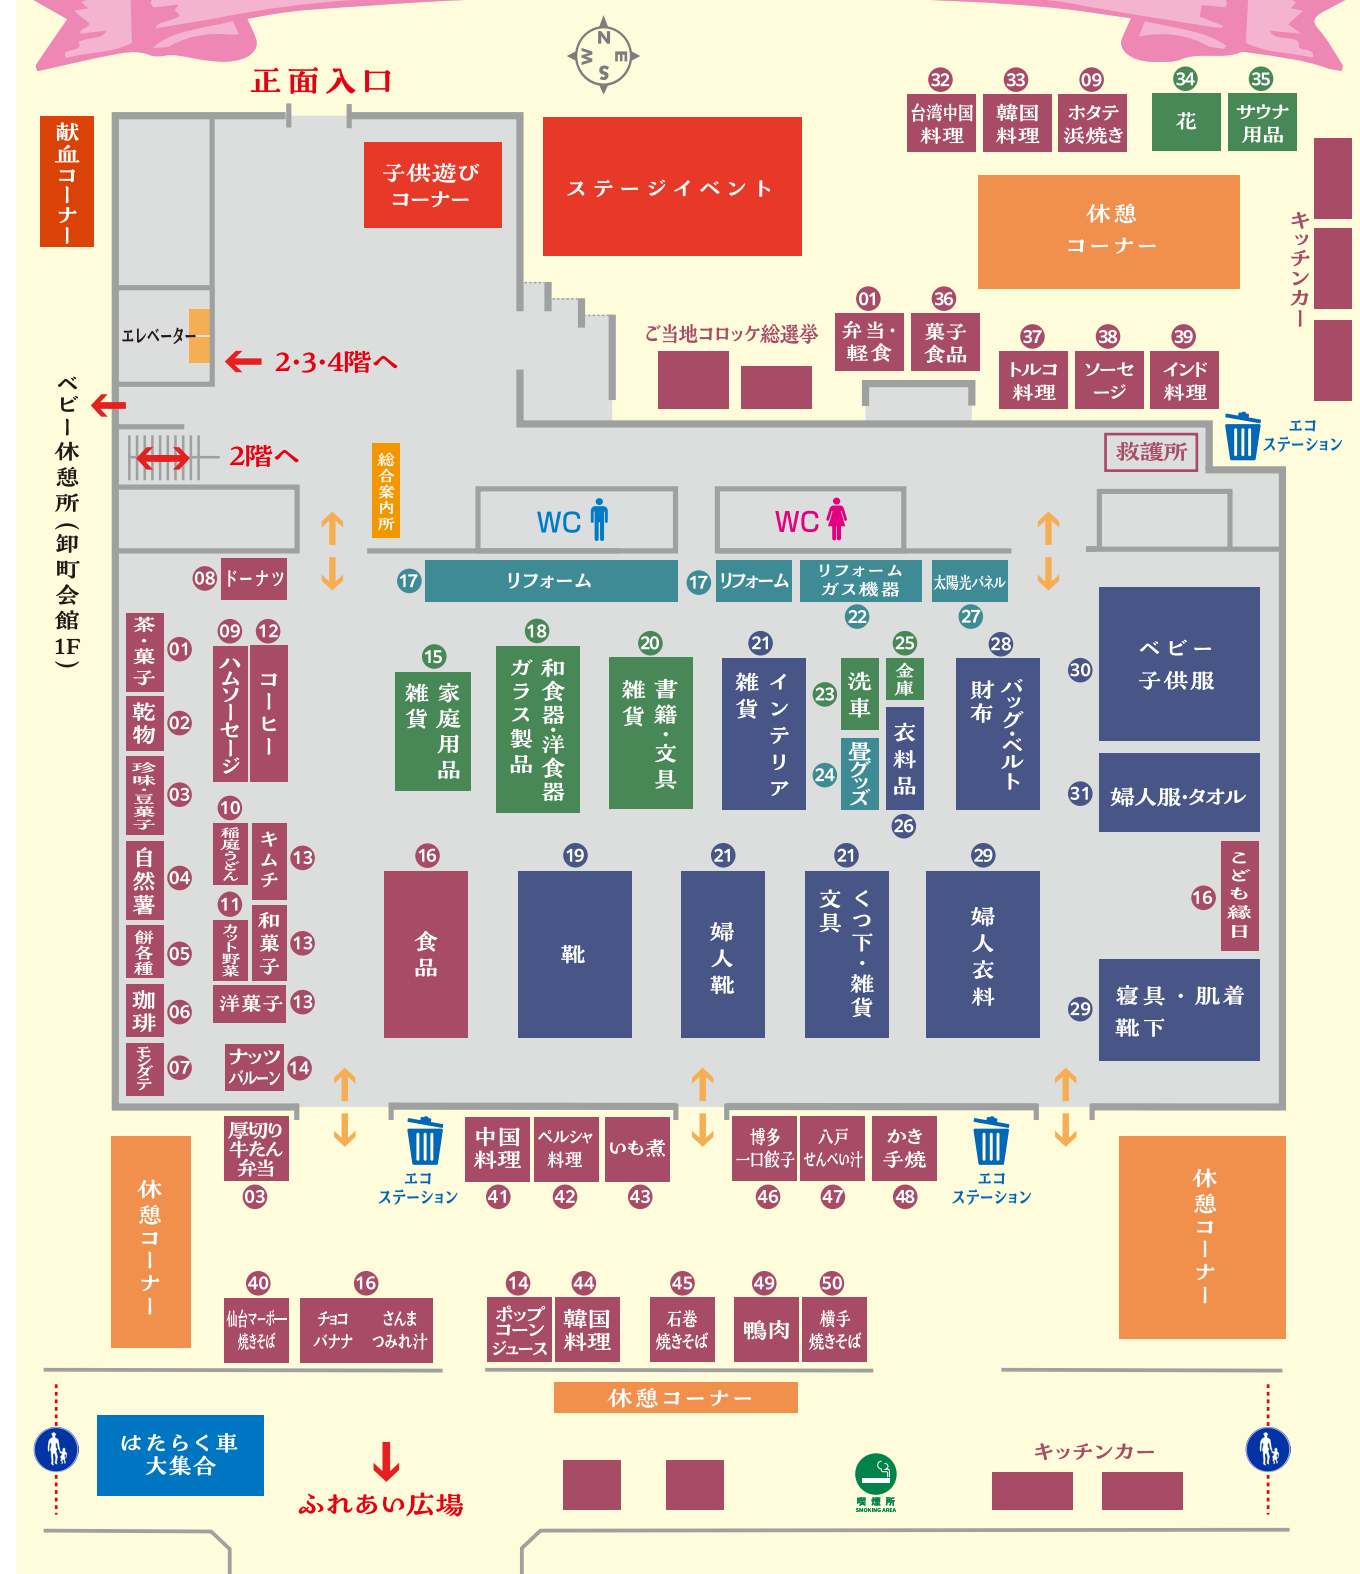 N
W
E
S
正面入口
献血コーナー
子供遊び
コーナー
ステージイベント
32
台湾中国
料理
33
韓国
料理
09
ホタテ
浜焼き
34
花
35
サウナ
用品
休憩
コーナー
キッチンカー
エレベーター
2・3・4階へ
ベビー休憩所(卸町会館1F)
2階へ
ご当地コロッケ総選挙
01
弁当・
軽食
36
菓子
食品
37
トルコ
料理
38
ソーセ
ージ
39
インド
料理
エコ
ステーション
救護所
総合案内所
WC
WC
08
ドーナツ
17
リフォーム
17
リフォーム
リフォーム
ガス機器
22
太陽光パネル
27
茶・菓子
01
乾物
02
珍味・豆菓子
03
自然薯
04
餅各種
05
珈琲
06
モンダテ
07
09
ハムソーセージ
12
コーヒー
10
稲庭うどん
キムチ
13
11
カット野菜
和菓子
13
洋菓子
13
ナッツ
バルーン
14
15
家庭用品
雑貨
18
和食器・洋食器
ガラス製品
20
書籍・文具
雑貨
21
インテリア
雑貨
23
洗車
24
畳グッズ
25
金庫
衣料品
26
28
バッグ・ベルト
財布
30
ベビー
子供服
31
婦人服・タオル
16
食品
19
靴
21
婦人靴
21
くつ下・雑貨
文具
29
婦人衣料
16
こども縁日
29
寝具・肌着
靴下
厚切り
牛たん
弁当
03
エコ
ステーション
中国
料理
41
ペルシャ
料理
42
いも煮
43
博多
一口餃子
46
八戸
せんべい汁
47
かき
手焼
48
エコ
ステーション
休憩コーナー
休憩コーナー
40
仙台マーボー
焼きそば
16
チョコ
バナナ
さんま
つみれ汁
14
ポップ
コーン
ジュース
44
韓国
料理
45
石巻
焼きそば
49
鴨肉
50
横手
焼きそば
休憩コーナー
はたらく車
大集合
ふれあい広場
喫煙所
SMOKING AREA
キッチンカー